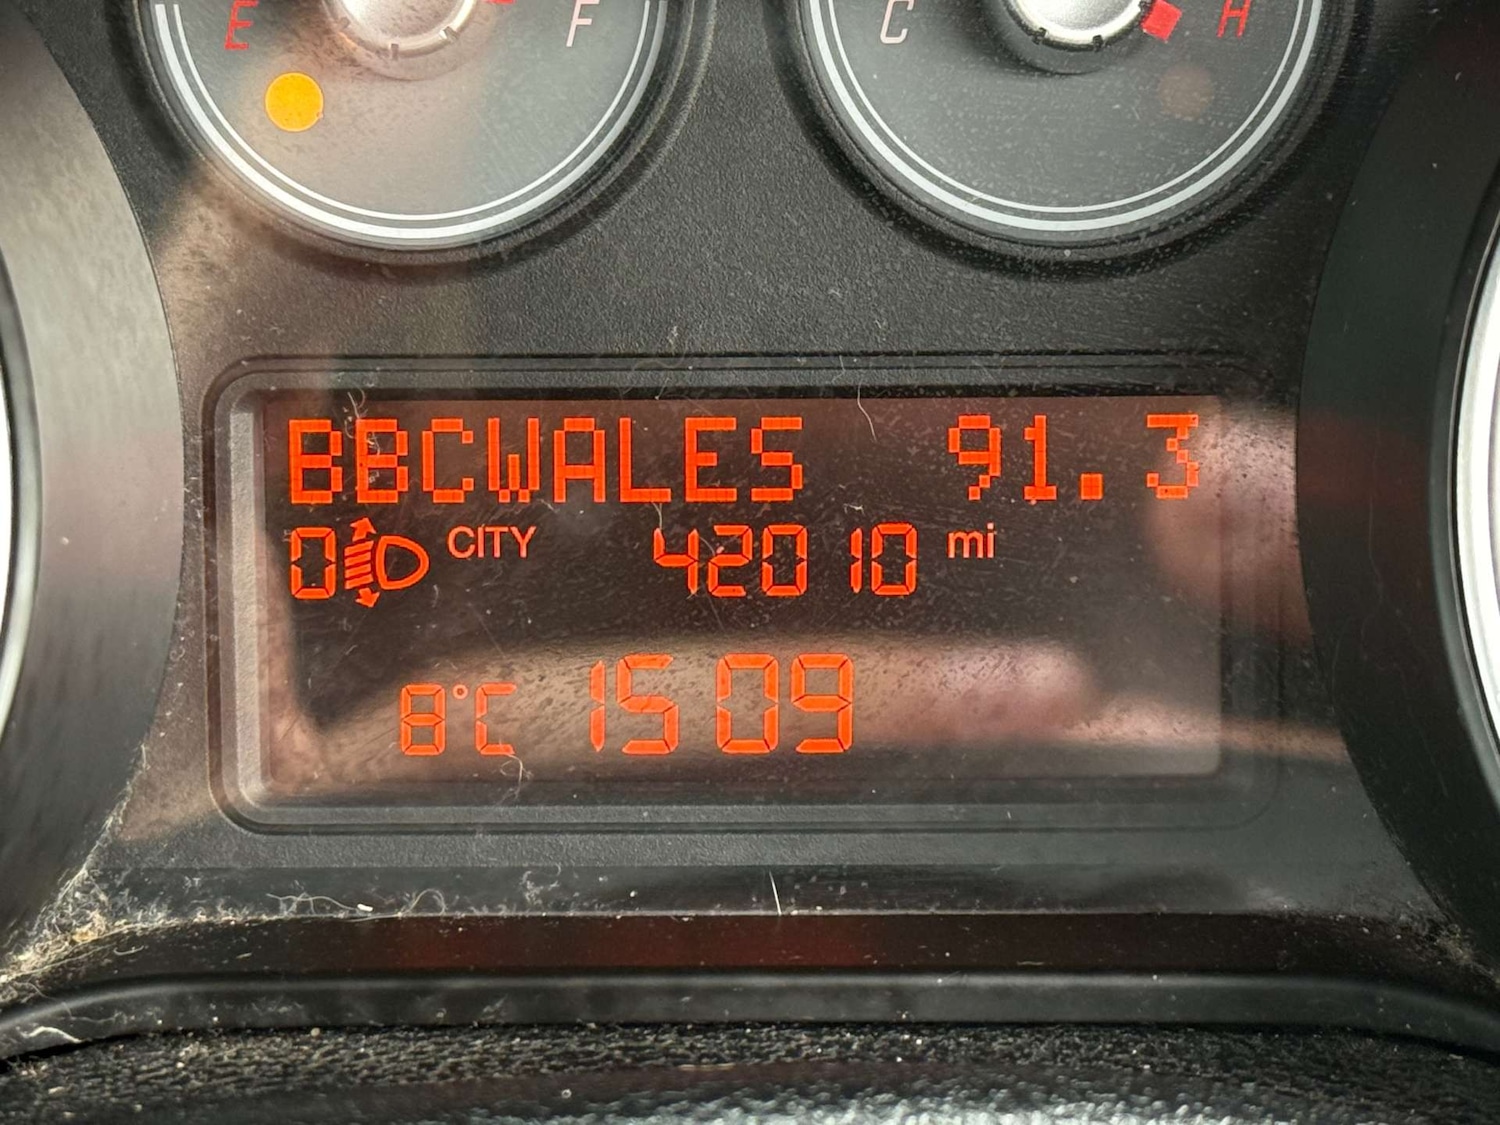 E F C H
BBCWALES 91.3
0 CITY 42010 mi
8°C 15 09